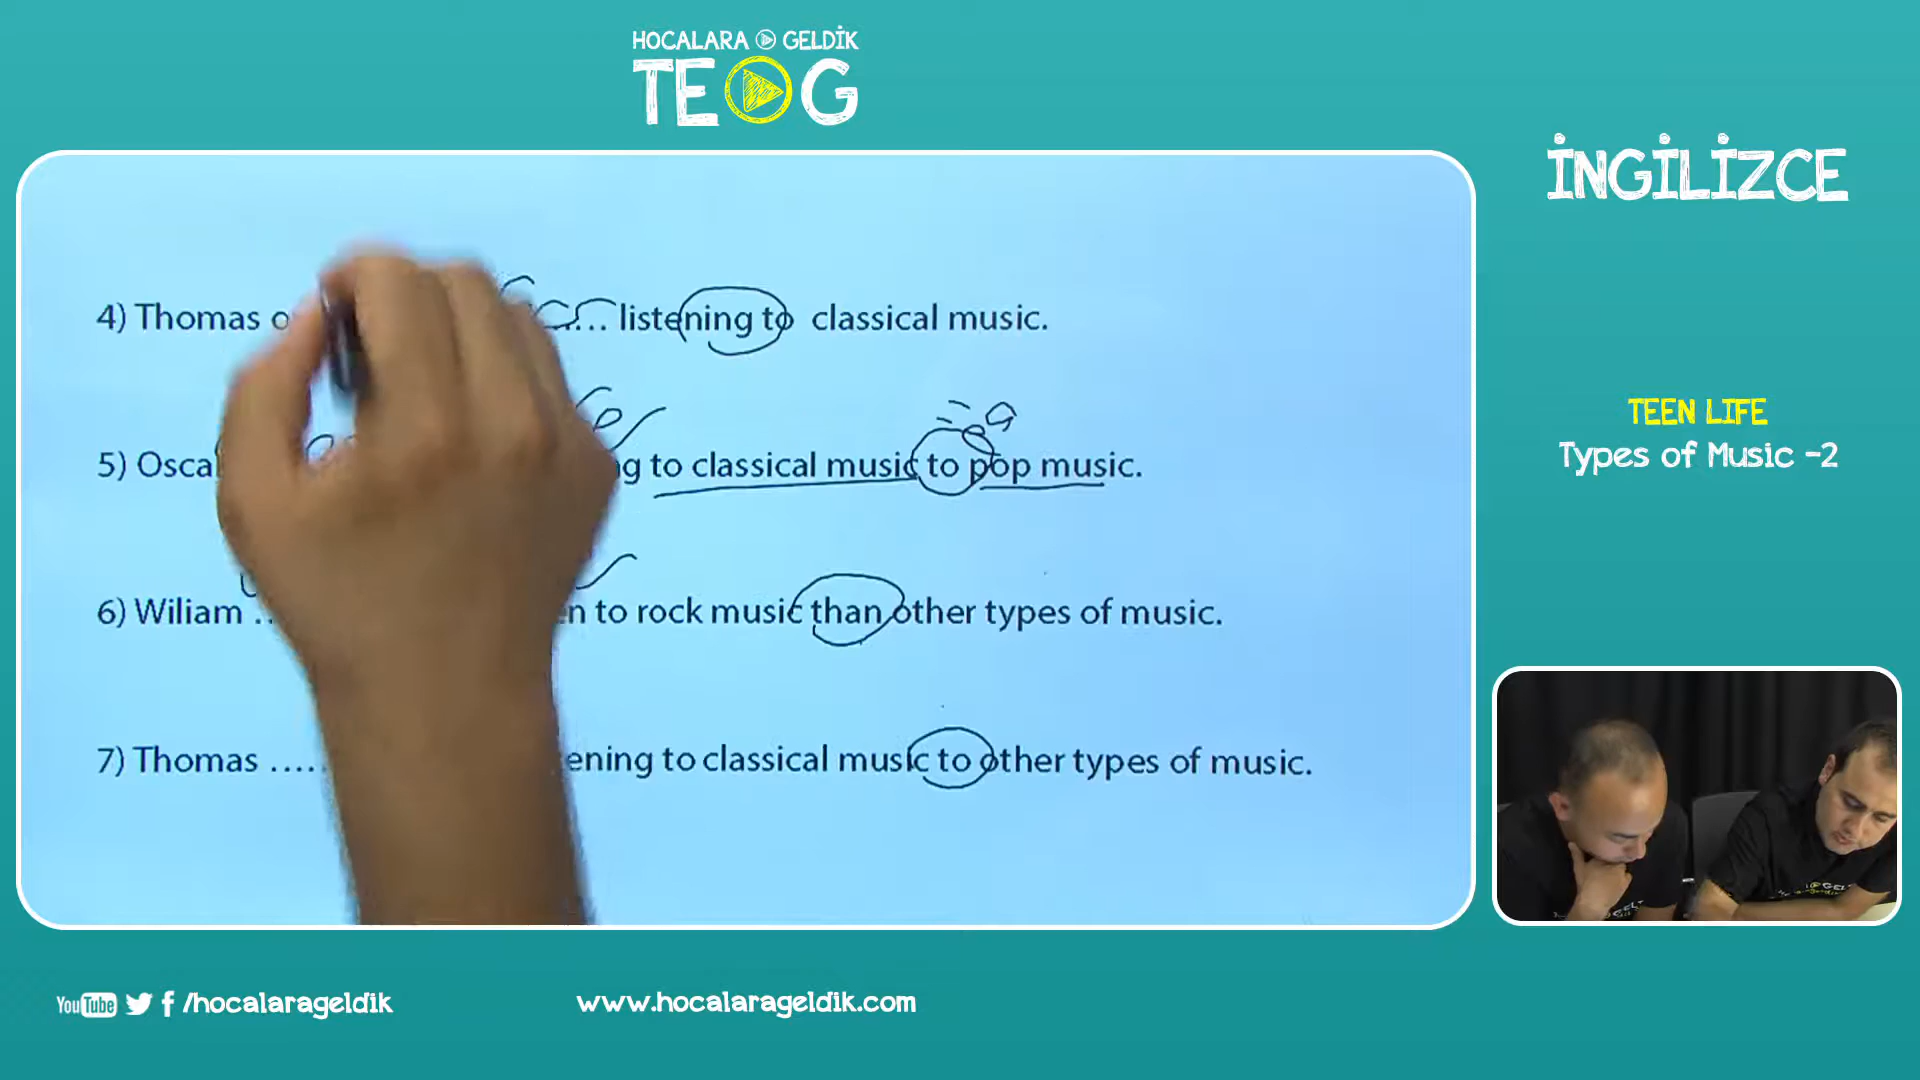 HOCALARA GELDİK
TEOG
İNGİLİZCE
4) Thomas o ..... listening to classical music.
TEEN LIFE
Types of Music -2
5) Oscar to classical music to pop music.
6) Wiliam .. to rock music than other types of music.
7) Thomas ..... to classical music to other types of music.
YouTube /hocalarageldik
www.hocalarageldik.com